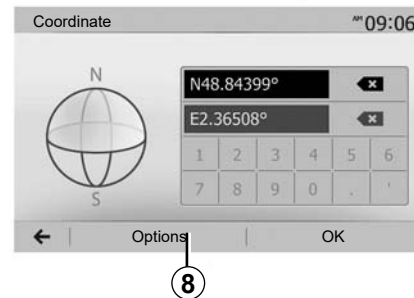 Coordinate AM 09:06
N
S
N48.84399°
E2.36508°
1 2 3 4 5 6
7 8 9 0 . '
Options OK
8